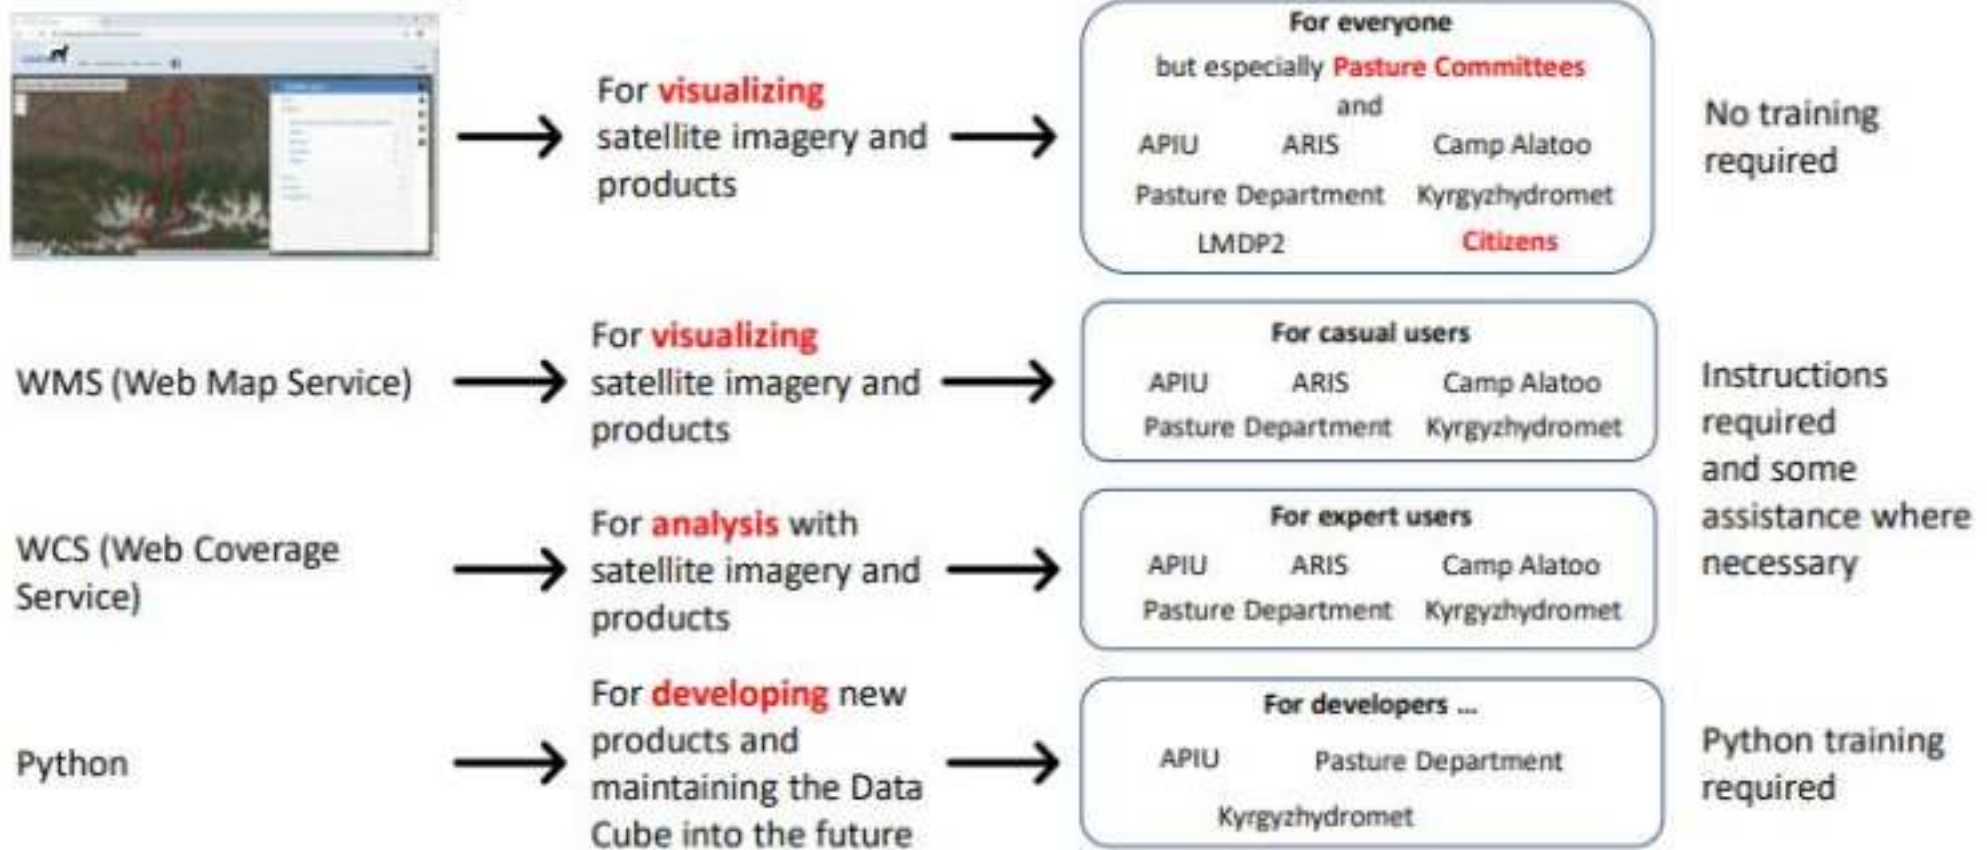 For visualizing
satellite imagery and
products
For everyone
but especially Pasture Committees
and
APIU ARIS Camp Alatoo
Pasture Department Kyrgyzhydromet
LMDP2 Citizens
No training
required
WMS (Web Map Service)
For visualizing
satellite imagery and
products
For casual users
APIU ARIS Camp Alatoo
Pasture Department Kyrgyzhydromet
Instructions
required
and some
assistance where
necessary
WCS (Web Coverage
Service)
For analysis with
satellite imagery and
products
For expert users
APIU ARIS Camp Alatoo
Pasture Department Kyrgyzhydromet
Python
For developing new
products and
maintaining the Data
Cube into the future
For developers ...
APIU Pasture Department
Kyrgyzhydromet
Python training
required